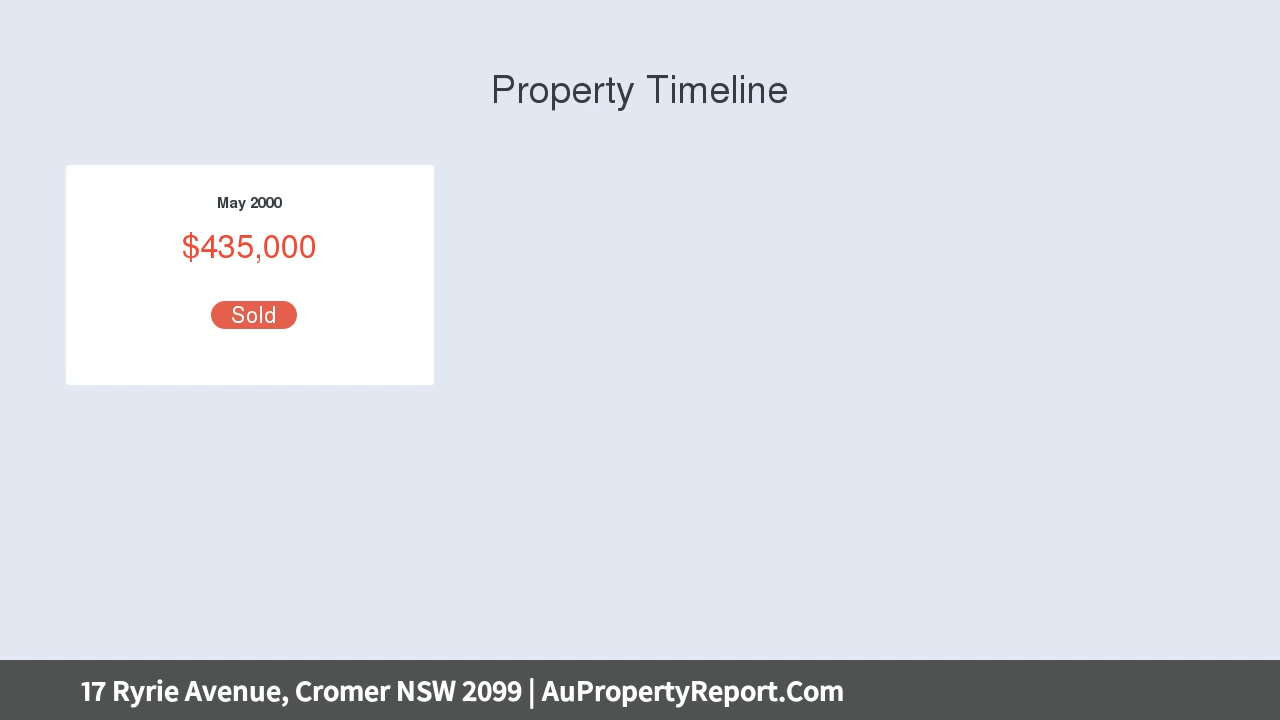 Property Timeline
May 2000
$435,000
Sold
17 Ryrie Avenue, Cromer NSW 2099 | AuPropertyReport.Com